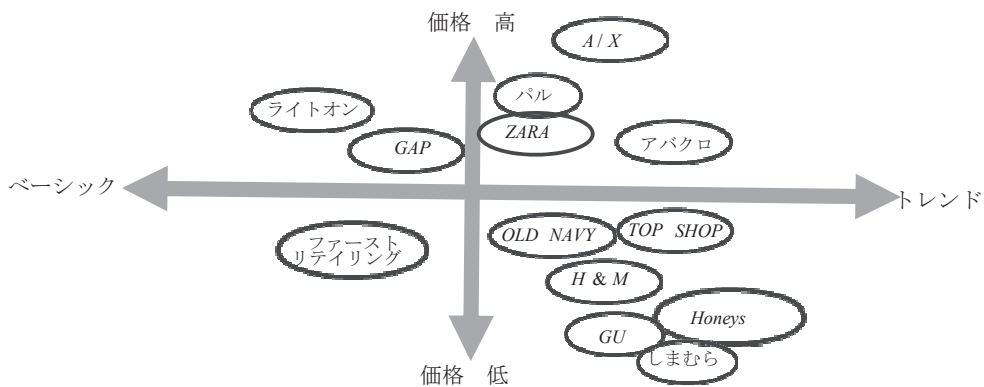 価格 高
A / X
パル
ライトオン
ZARA
アバクロ
GAP
ベーシック
トレンド
OLD NAVY
TOP SHOP
ファースト
リテイリング
H & M
Honeys
GU
しまむら
価格 低